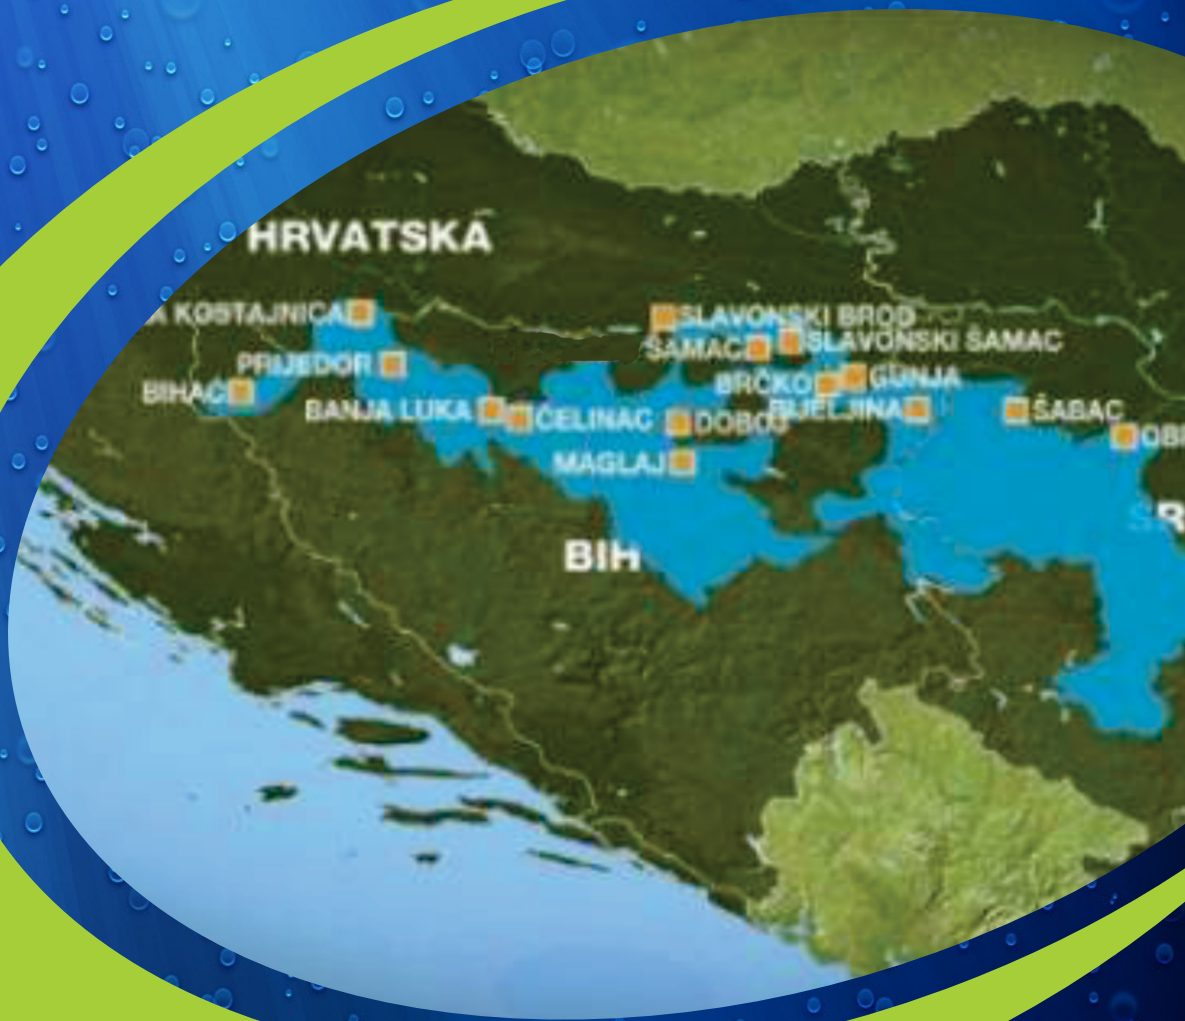 HRVATSKA
KOSTAJNICA
SLAVONSKI BROD
SLAVONSKI ŠAMAC
ŠAMAC
PRIJEDOR
BRČKO
GUNJA
BIHAĆ
BANJA LUKA
ČELINAC
DOBOJ
BIJELJINA
ŠABAC
MAGLAJ
BIH